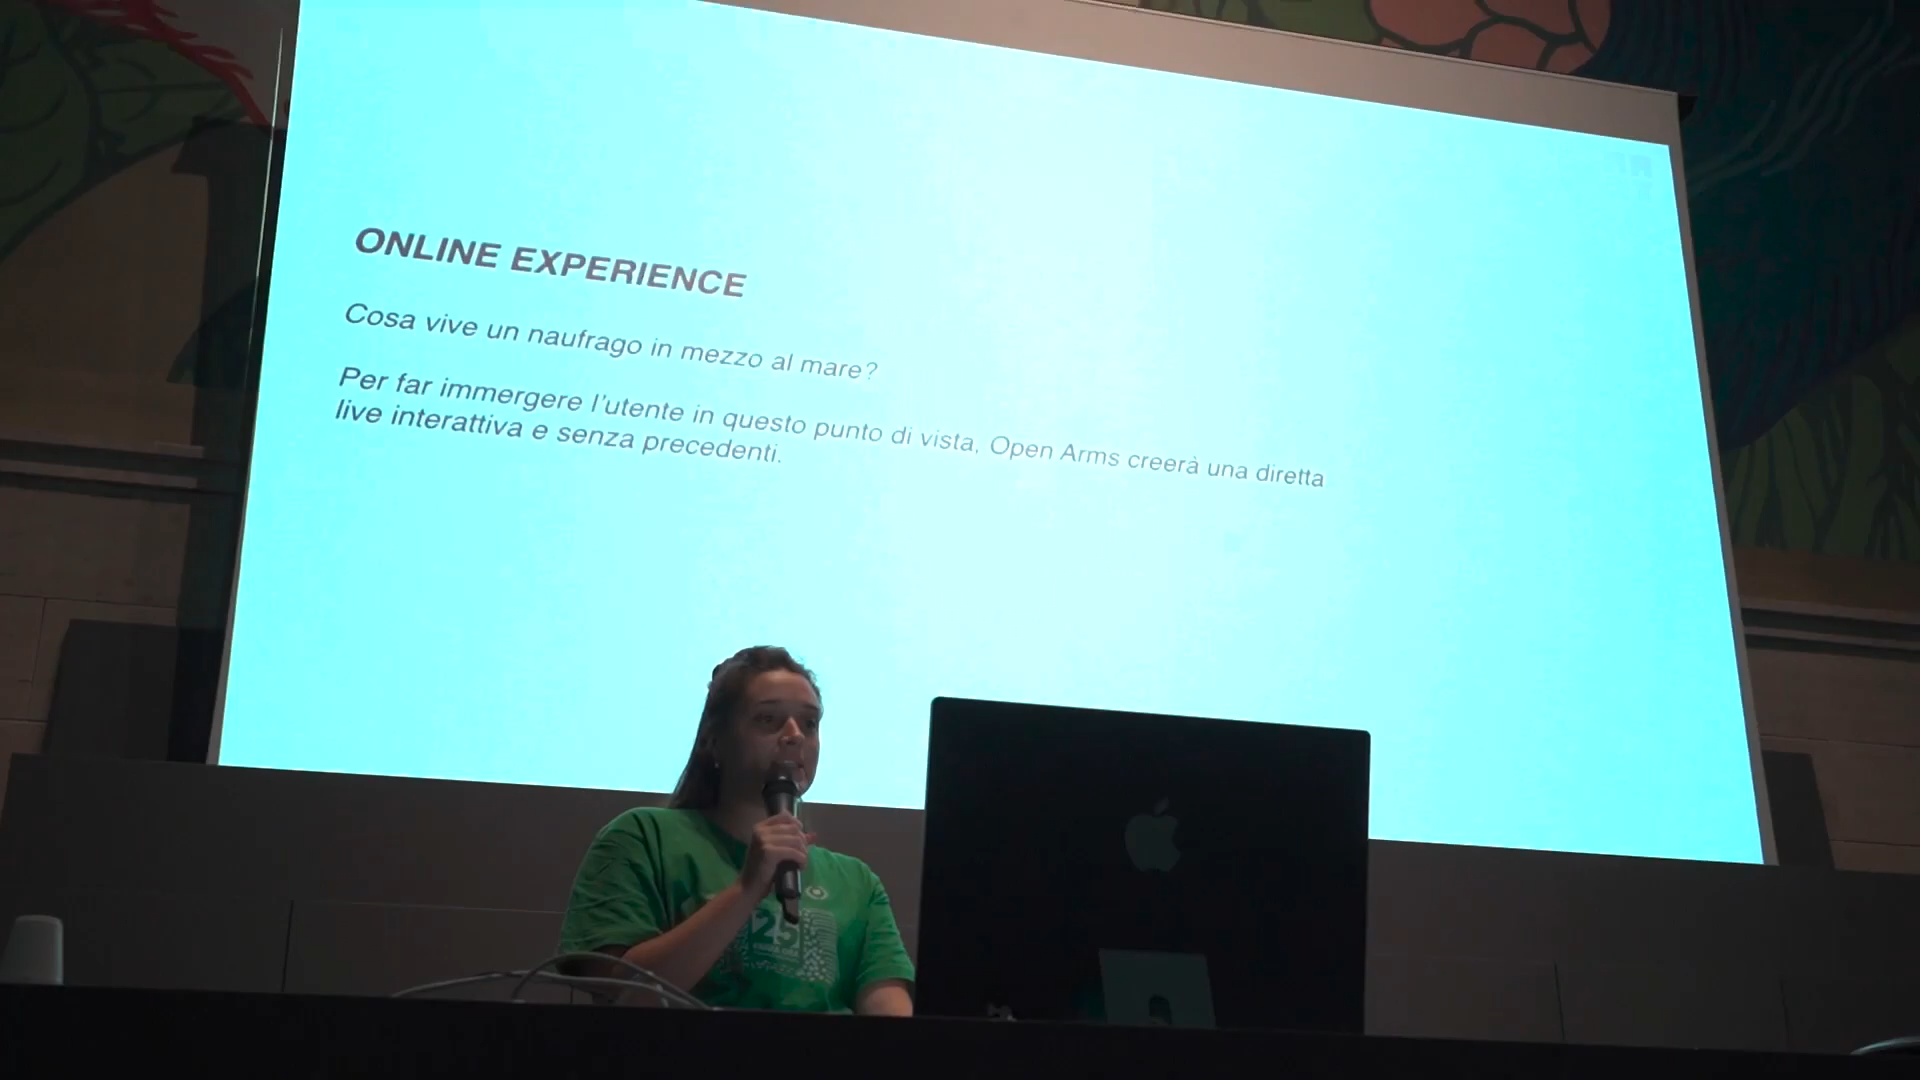 ONLINE EXPERIENCE
Cosa vive un naufrago in mezzo al mare?
Per far immergere l'utente in questo punto di vista, Open Arms creerà una diretta
live interattiva e senza precedenti.
25